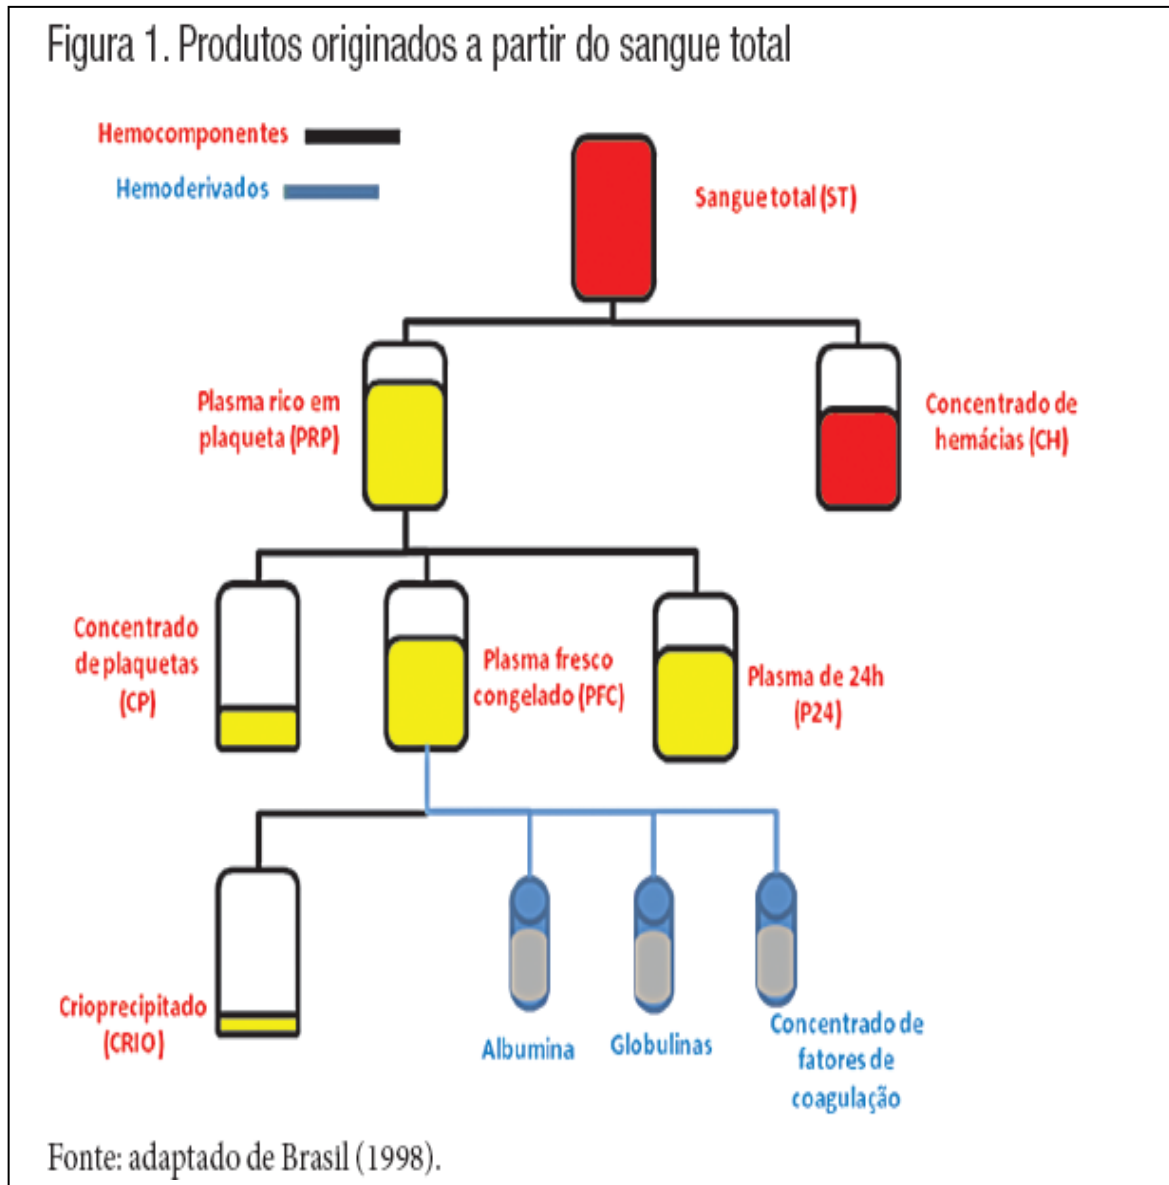 Figura 1. Produtos originados a partir do sangue total
Hemocomponentes
Hemoderivados
Sangue total (ST)
Plasma rico em
plaqueta (PRP)
Concentrado de
hemácias (CH)
Concentrado
de plaquetas
(CP)
Plasma fresco
congelado (PFC)
Plasma de 24h
(P24)
Crioprecipitado
(CRIO)
Albumina
Globulinas
Concentrado de
fatores de
coagulação
Fonte: adaptado de Brasil (1998).